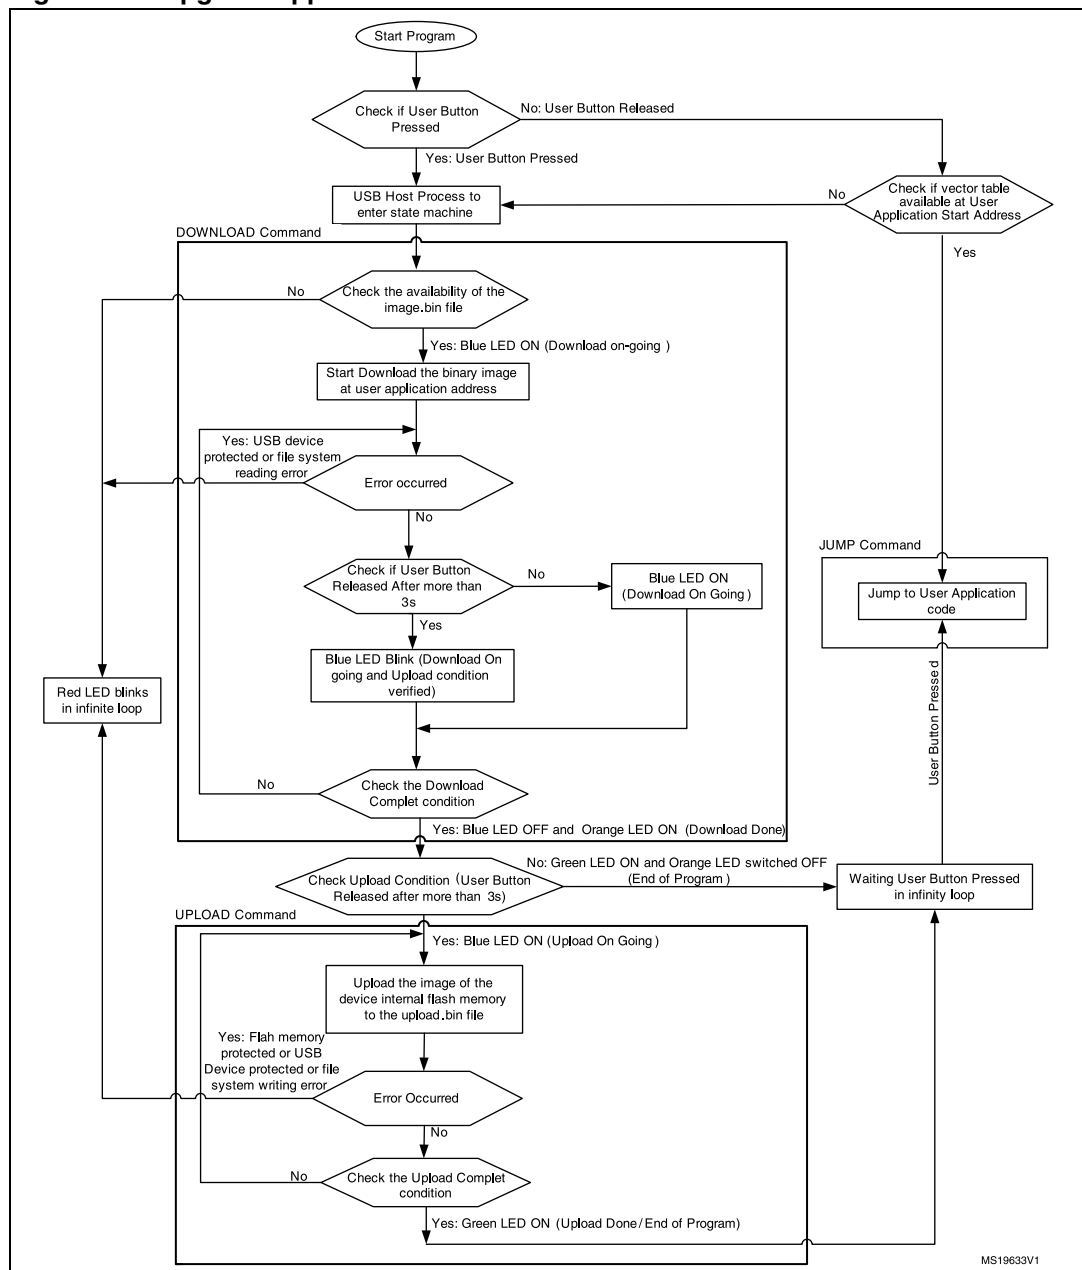 Start Program
Check if User Button
Pressed
No: User Button Released
Yes: User Button Pressed
USB Host Process to
enter state machine
No
Check if vector table
available at User
Application Start Address
Yes
DOWNLOAD Command
No
Check the availability of the
image.bin file
Yes: Blue LED ON (Download on-going )
Start Download the binary image
at user application address
Yes: USB device
protected or file system
reading error
Error occurred
No
Check if User Button
Released After more than
3s
No
Blue LED ON
(Download On Going )
Yes
Blue LED Blink (Download On
going and Upload condition
verified)
JUMP Command
Jump to User Application
code
Red LED blinks
in infinite loop
User Button Pressed
No
Check the Download
Complet condition
Yes: Blue LED OFF and Orange LED ON (Download Done)
Check Upload Condition (User Button
Released after more than 3s)
No: Green LED ON and Orange LED switched OFF
(End of Program )
Waiting User Button Pressed
in infinity loop
UPLOAD Command
Yes: Blue LED ON (Upload On Going )
Upload the image of the
device internal flash memory
to the upload.bin file
Yes: Flah memory
protected or USB
Device protected or file
system writing error
Error Occurred
No
No
Check the Upload Complet
condition
Yes: Green LED ON (Upload Done/End of Program)
MS19633V1